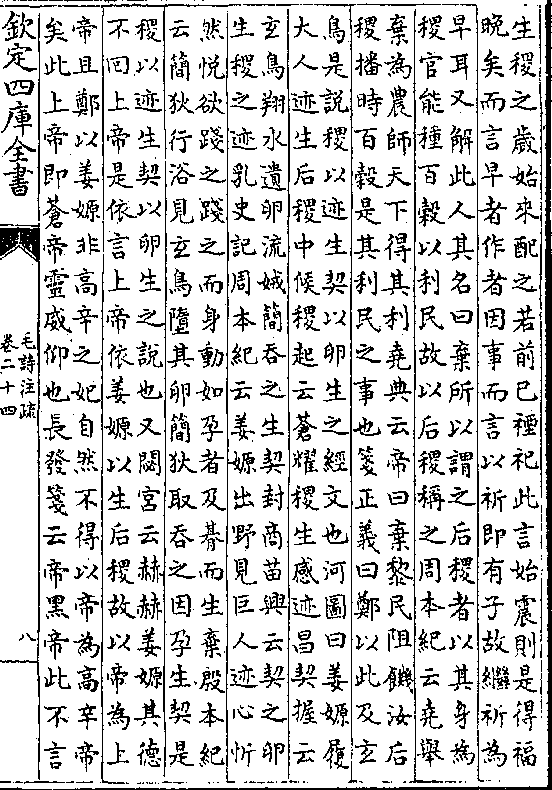 生稷之歲始來配之若前已禋祀此言始震則是得福
晩矣而言早者作者因事而言以祈即有子故繼祈為
早耳又解此人其名曰棄所以謂之后稷者以其身為
稷官能種百穀以利民故以后稷稱之周本紀云堯舉
棄為農師天下得其利堯典云帝曰棄黎民阻饑汝后
稷播時百穀是其利民之事也箋正義曰鄭以此及玄
鳥是說稷以迹生契以卵生之經文也河圖曰姜嫄履
大人迹生后稷中候稷起云蒼耀稷生感迹昌契握云
玄鳥翔水遺卵流娀簡吞之生契封商苗興云契之卵
生稷之迹乳史記周本紀云姜嫄出野見巨人迹心忻
然悅欲踐之踐之而身動如孕者及朞而生棄殷本紀
云簡狄行浴見玄鳥墮其卵簡狄取吞之因孕生契是
稷以迹生契以卵生之說也又閟宮云赫赫姜嫄其德
不回上帝是依言上帝依姜嫄以生后稷故以帝為上
帝且鄭以姜嫄非高辛之妃自然不得以帝為高辛帝
矣此上帝即蒼帝靈威仰也長發箋云帝黑帝此不言
欽定四庫全書
毛詩注疏
卷二十四
八